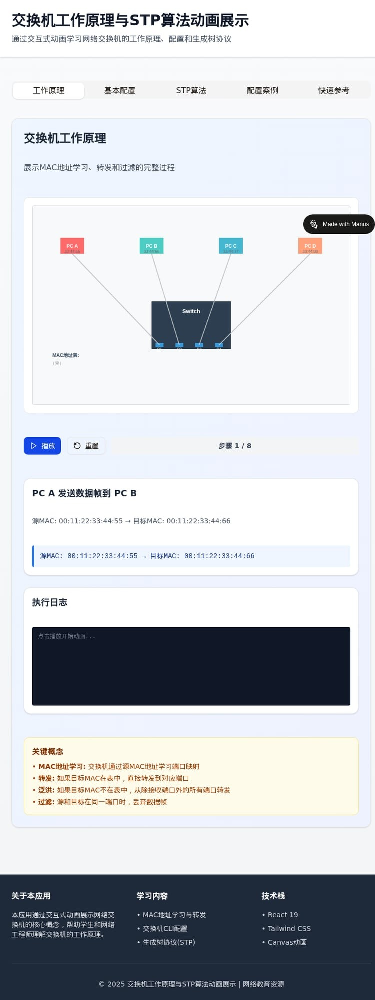 交换机工作原理与STP算法动画展示
通过交互式动画学习网络交换机的工作原理、配置和生成树协议
工作原理 基本配置 STP算法 配置案例 快速参考
交换机工作原理
展示MAC地址学习、转发和过滤的完整过程
Made with Manus
PC A PC B PC C PC D
33:44:55 33:44:66 33:44:77 33:44:88
Switch
MAC地址表:
(空)
播放 重置 步骤 1 / 8
PC A 发送数据帧到 PC B
源MAC: 00:11:22:33:44:55 → 目标MAC: 00:11:22:33:44:66
源MAC: 00:11:22:33:44:55 → 目标MAC: 00:11:22:33:44:66
执行日志
点击播放开始动画...
关键概念
• MAC地址学习: 交换机通过源MAC地址学习端口映射
• 转发: 如果目标MAC在表中，直接转发到对应端口
• 泛洪: 如果目标MAC不在表中，从除接收端口外的所有端口转发
• 过滤: 源和目标在同一端口时，丢弃数据帧
关于本应用
本应用通过交互式动画展示网络交
换机的核心概念，帮助学生和网络
工程师理解交换机的工作原理。
学习内容
• MAC地址学习与转发
• 交换机CLI配置
• 生成树协议(STP)
技术栈
• React 19
• Tailwind CSS
• Canvas动画
© 2025 交换机工作原理与STP算法动画展示 | 网络教育资源